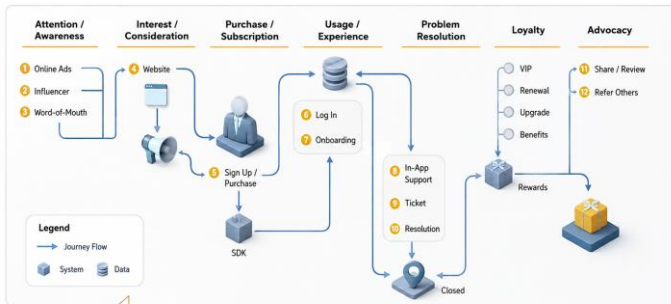 Attention /
Awareness
Interest /
Consideration
Purchase /
Subscription
Usage /
Experience
Problem
Resolution
Loyalty
Advocacy
1 Online Ads
2 Influencer
3 Word-of-Mouth
4 Website
5 Sign Up /
Purchase
SDK
6 Log In
7 Onboarding
8 In-App
Support
9 Ticket
10 Resolution
Closed
VIP
Renewal
Upgrade
Benefits
Rewards
11 Share / Review
12 Refer Others
Legend
Journey Flow
System
Data